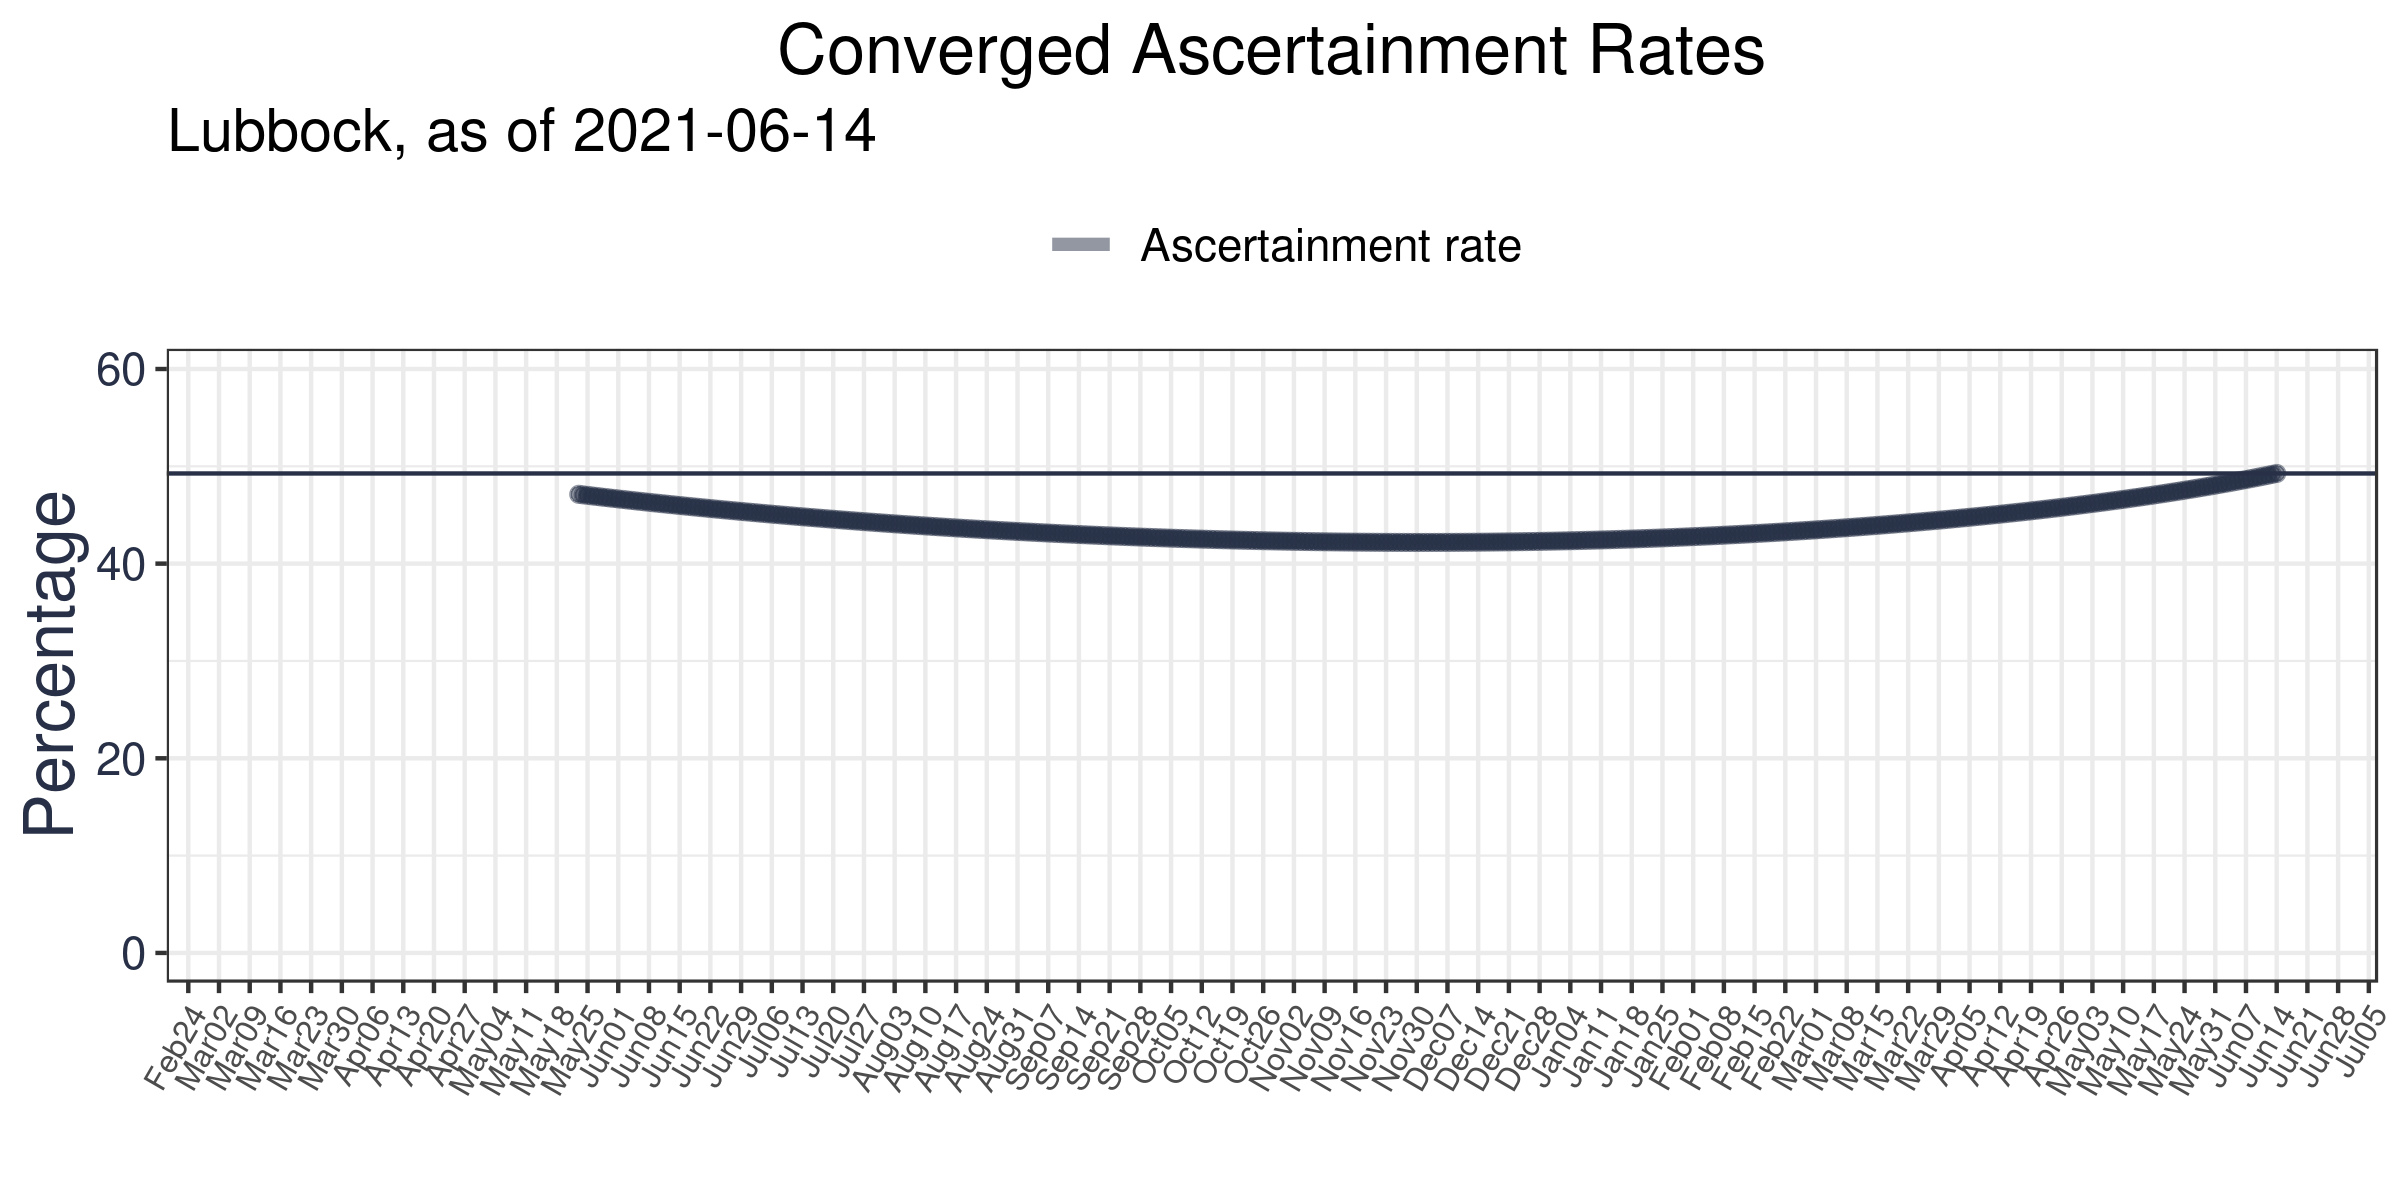 Converged Ascertainment Rates
Lubbock, as of 2021-06-14
Ascertainment rate
Percentage
60
40
20
0
Feb24 Mar02 Mar09 Mar16 Mar23 Mar30 Apr06 Apr13 Apr20 Apr27 May04 May11 May18 May25 Jun01 Jun08 Jun15 Jun22 Jun29 Jul06 Jul13 Jul20 Jul27 Aug03 Aug10 Aug17 Aug24 Aug31 Sep07 Sep14 Sep21 Sep28 Oct05 Oct12 Oct19 Oct26 Nov02 Nov09 Nov16 Nov23 Nov30 Dec07 Dec14 Dec21 Dec28 Jan04 Jan11 Jan18 Jan25 Feb01 Feb08 Feb15 Feb22 Mar01 Mar08 Mar15 Mar22 Mar29 Apr05 Apr12 Apr19 Apr26 May03 May10 May17 May24 May31 Jun07 Jun14 Jun21 Jun28 Jul05